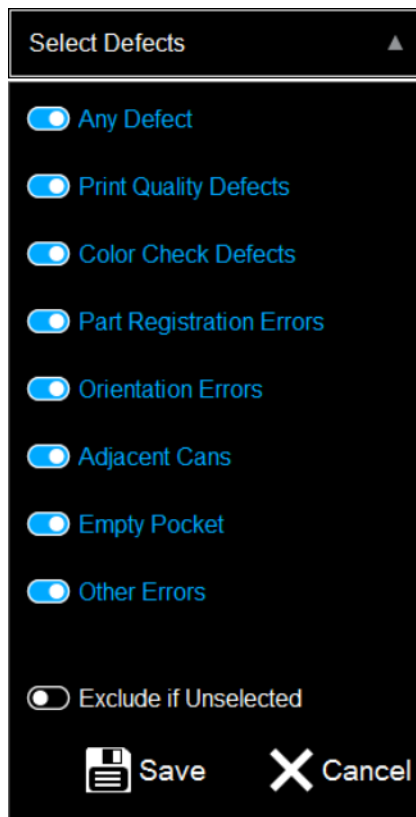 Select Defects
Any Defect
Print Quality Defects
Color Check Defects
Part Registration Errors
Orientation Errors
Adjacent Cans
Empty Pocket
Other Errors
Exclude if Unselected
Save Cancel